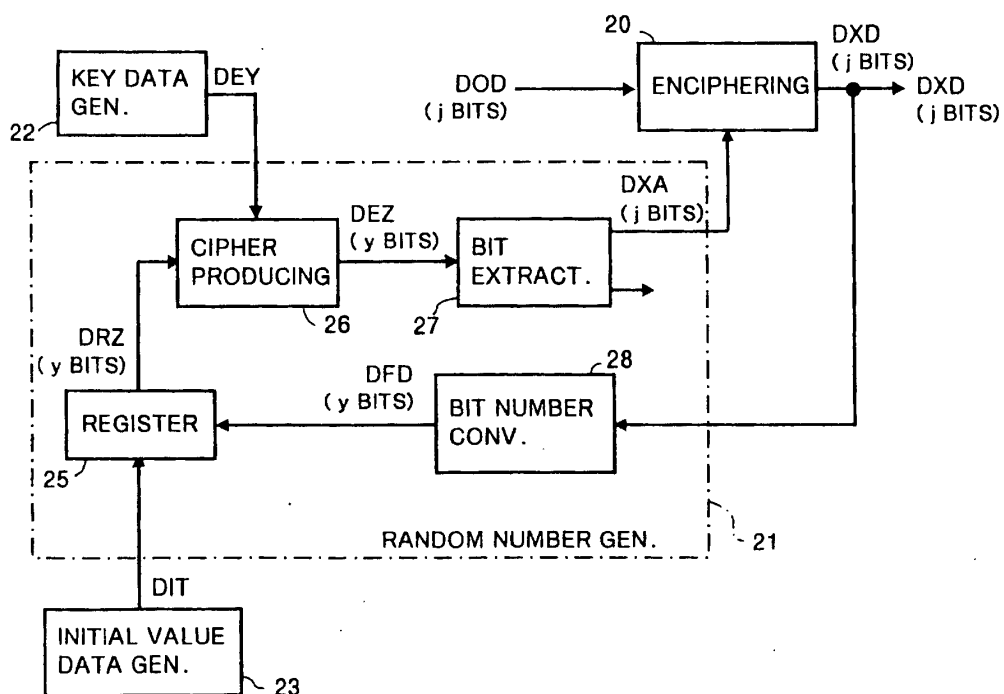 20
DXD
(j BITS)
KEY DATA
GEN.
DEY
DOD
(j BITS)
ENCIPHERING
DXD
(j BITS)
22
DXA
(j BITS)
CIPHER
PRODUCING
DEZ
(y BITS)
BIT
EXTRACT.
26
27
DRZ
(y BITS)
28
DFD
(y BITS)
REGISTER
BIT NUMBER
CONV.
25
RANDOM NUMBER GEN.
21
DIT
INITIAL VALUE
DATA GEN.
23